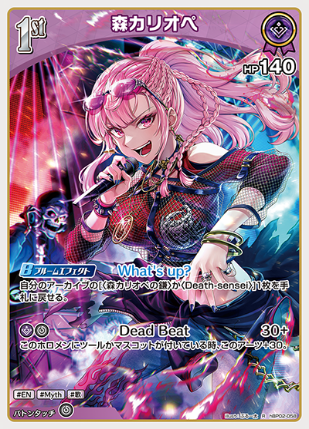 1st
森カリオペ
HP140
Bブルームエフェクト What's up?
自分のアーカイブの[〈森カリオペの鎌〉か〈Death-sensei〉]1枚を手
札に戻せる。
Dead Beat 30+
このホロメンにツールかマスコットが付いている時、このアーツ+30。
#EN #Myth #歌
バトンタッチ